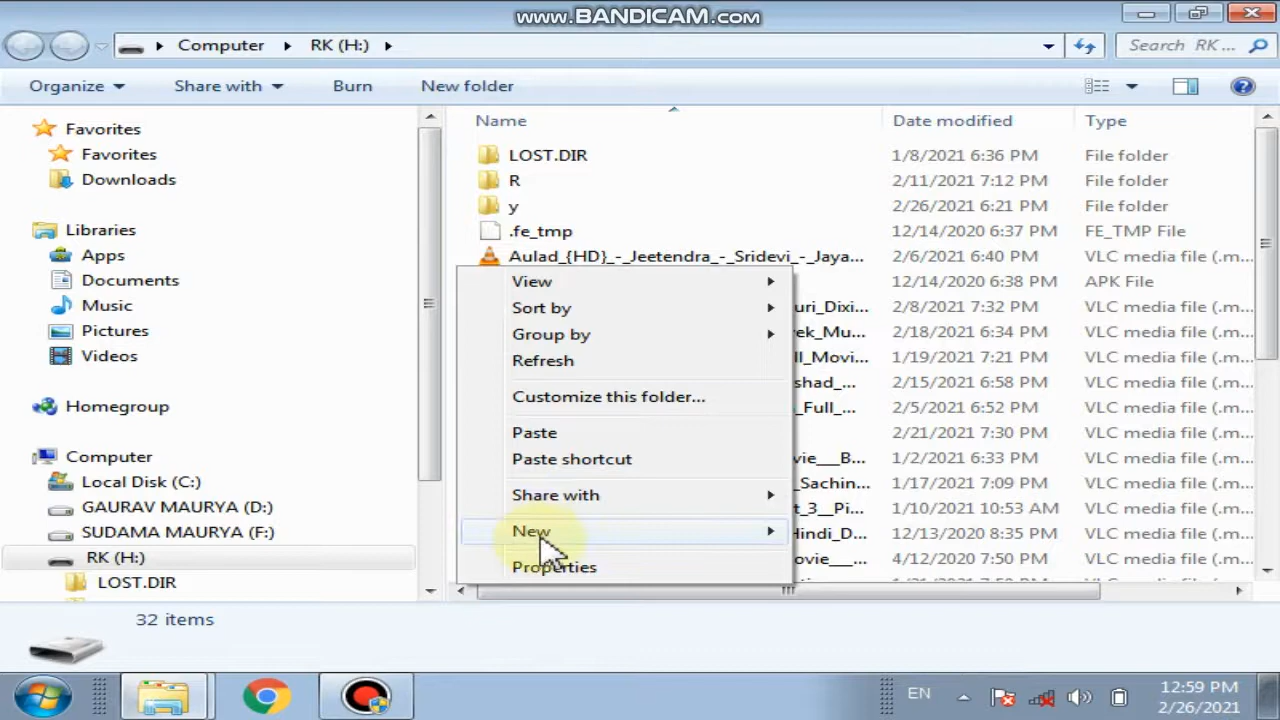 www.BANDICAM.com
Computer RK (H:) Search RK ...
Organize Share with Burn New folder
Favorites
Favorites
Downloads
Libraries
Apps
Documents
Music
Pictures
Videos
Homegroup
Computer
Local Disk (C:)
GAURAV MAURYA (D:)
SUDAMA MAURYA (F:)
RK (H:)
LOST.DIR
Name Date modified Type
LOST.DIR 1/8/2021 6:36 PM File folder
R 2/11/2021 7:12 PM File folder
y 2/26/2021 6:21 PM File folder
.fe_tmp 12/14/2020 6:37 PM FE_TMP File
Aulad_{HD}_-_Jeetendra_-_Sridevi_-_Jaya... 2/6/2021 6:40 PM VLC media file (.m...
12/14/2020 6:38 PM APK File
uri_Dixi... 2/8/2021 7:32 PM VLC media file (.m...
ek_Mu... 2/18/2021 6:34 PM VLC media file (.m...
ll_Movi... 1/19/2021 7:21 PM VLC media file (.m...
shad_... 2/15/2021 6:58 PM VLC media file (.m...
_Full_... 2/5/2021 6:52 PM VLC media file (.m...
2/21/2021 7:30 PM VLC media file (.m...
vie___B... 1/2/2021 6:33 PM VLC media file (.m...
_Sachin... 1/17/2021 7:09 PM VLC media file (.m...
t_3__Pi... 1/10/2021 10:53 AM VLC media file (.m...
Hindi_D... 12/13/2020 8:35 PM VLC media file (.m...
ovie___... 4/12/2020 7:50 PM VLC media file (.m...
View
Sort by
Group by
Refresh
Customize this folder...
Paste
Paste shortcut
Share with
New
Properties
32 items
EN
12:59 PM
2/26/2021